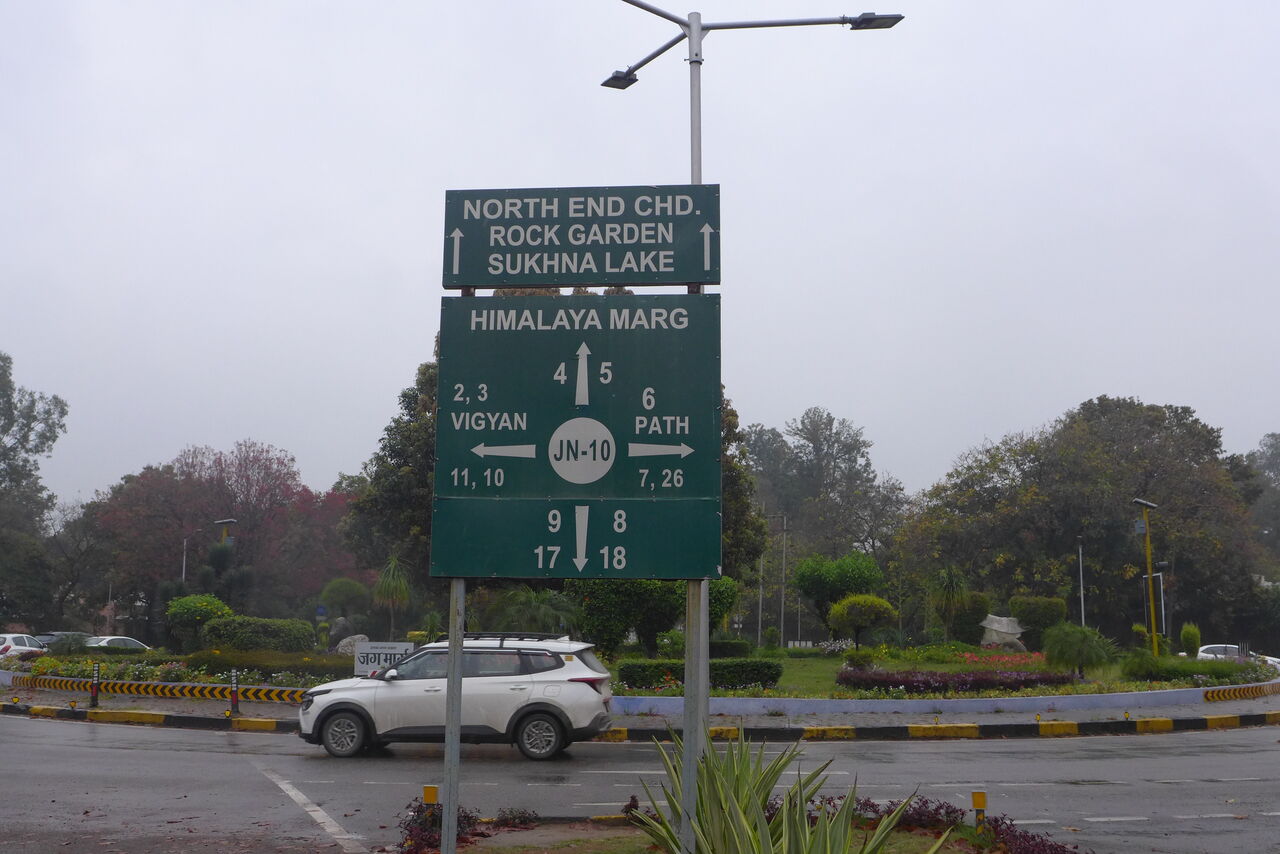 NORTH END CHD.
ROCK GARDEN
SUKHNA LAKE
HIMALAYA MARG
4 5
2, 3
VIGYAN
6
PATH
JN-10
11, 10
7, 26
9 8
17 18
जन मार्ग